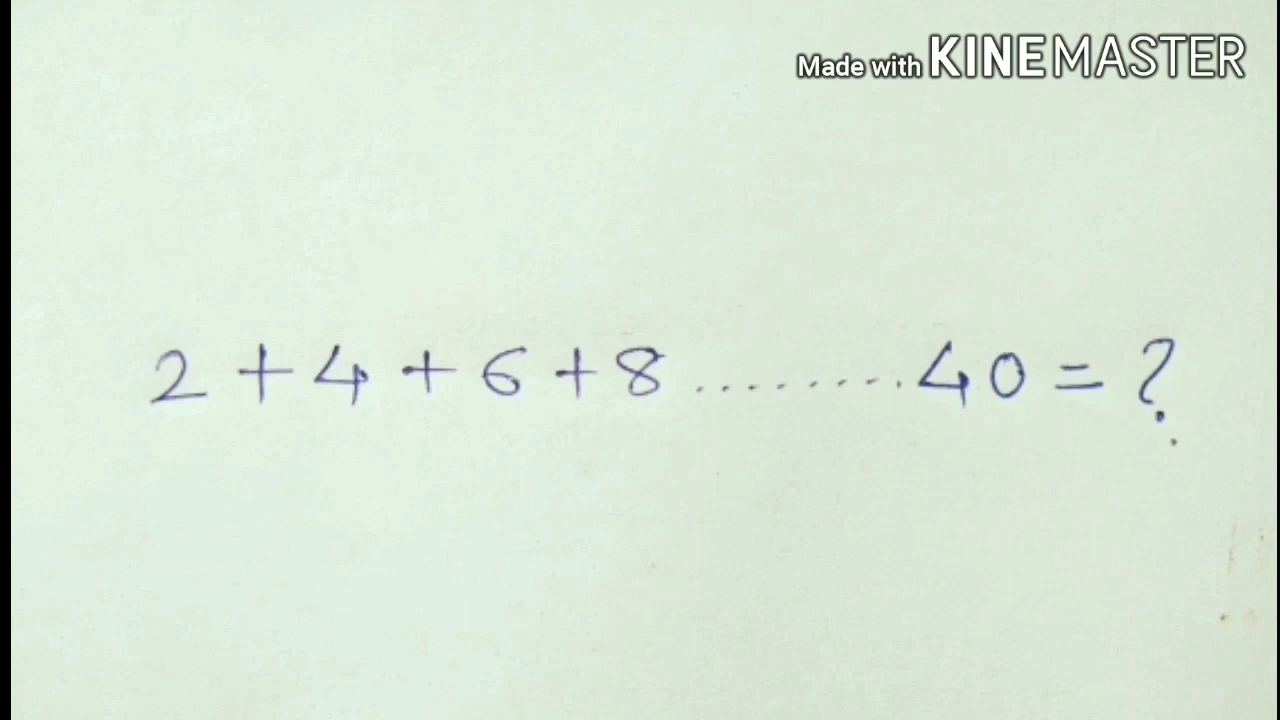 Made with KINEMASTER
2 + 4 + 6 + 8 ......... 40 = ?